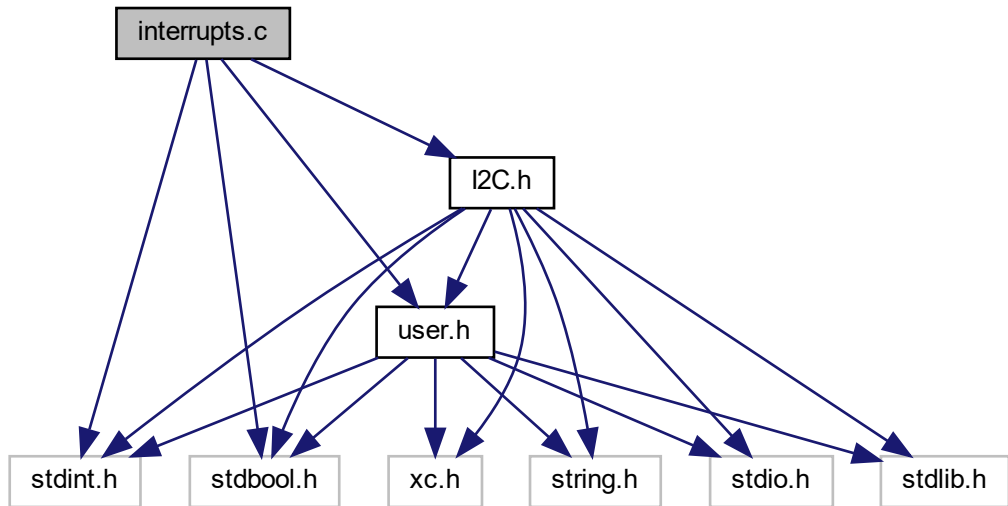 interrupts.c
I2C.h
user.h
stdint.h
stdbool.h
xc.h
string.h
stdio.h
stdlib.h